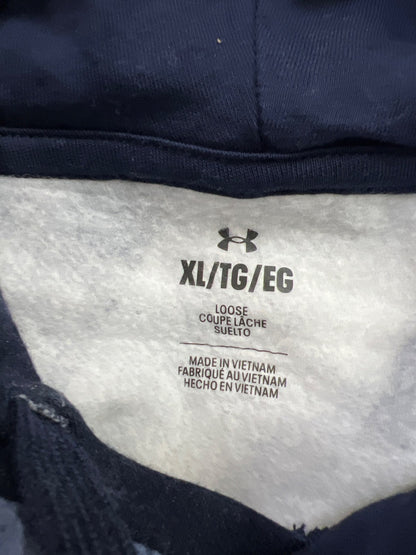 XL/TG/EG
LOOSE
COUPE LÂCHE
SUELTO
MADE IN VIETNAM
FABRIQUÉ AU VIETNAM
HECHO EN VIETNAM